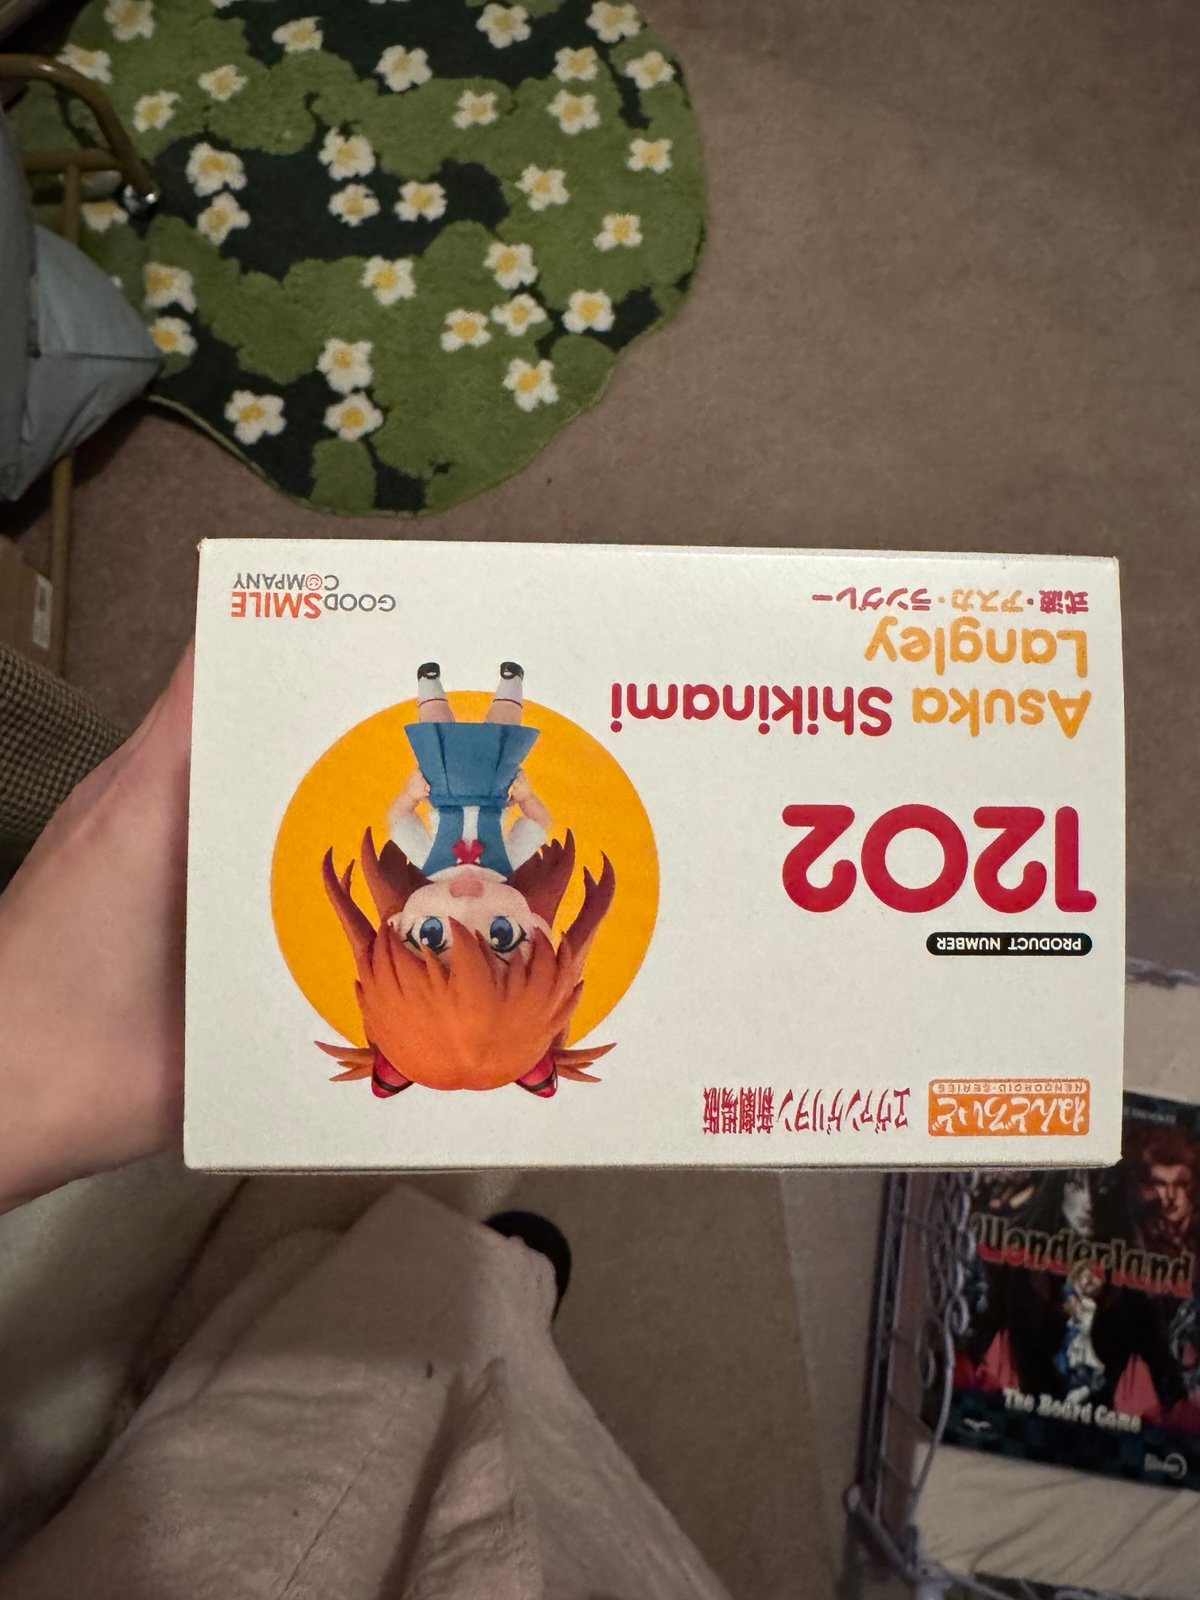 ねんどろいど
NENDOROID SERIES
ヱヴァンゲリヲン新劇場版
PRODUCT NUMBER
1202
Asuka Shikinami
Langley
式波・アスカ・ラングレー
GOODSMILE
COMPANY
Wonderland
The Board Game